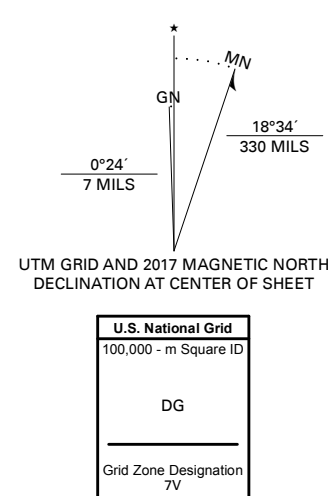 ★
MN
GN
18°34´
330 MILS
0°24´
7 MILS
UTM GRID AND 2017 MAGNETIC NORTH
DECLINATION AT CENTER OF SHEET
U.S. National Grid
100,000 - m Square ID
DG
Grid Zone Designation
7V